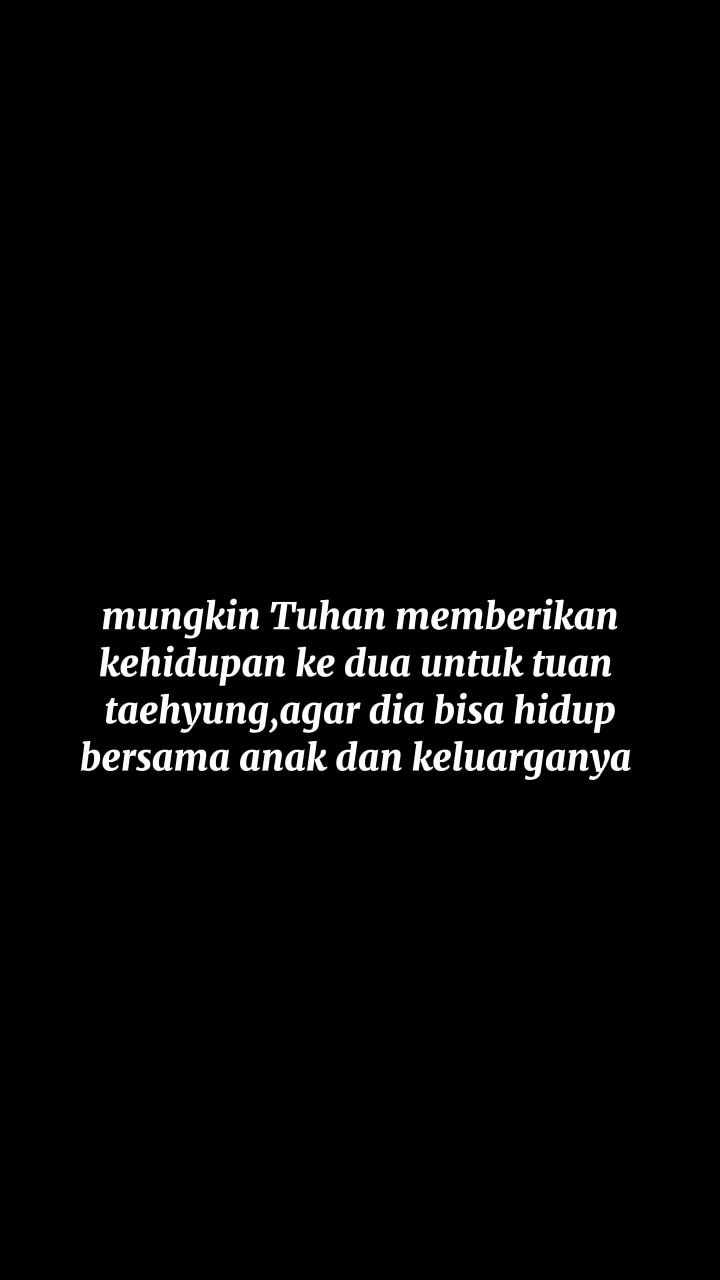 mungkin Tuhan memberikan
kehidupan ke dua untuk tuan
taehyung,agar dia bisa hidup
bersama anak dan keluarganya